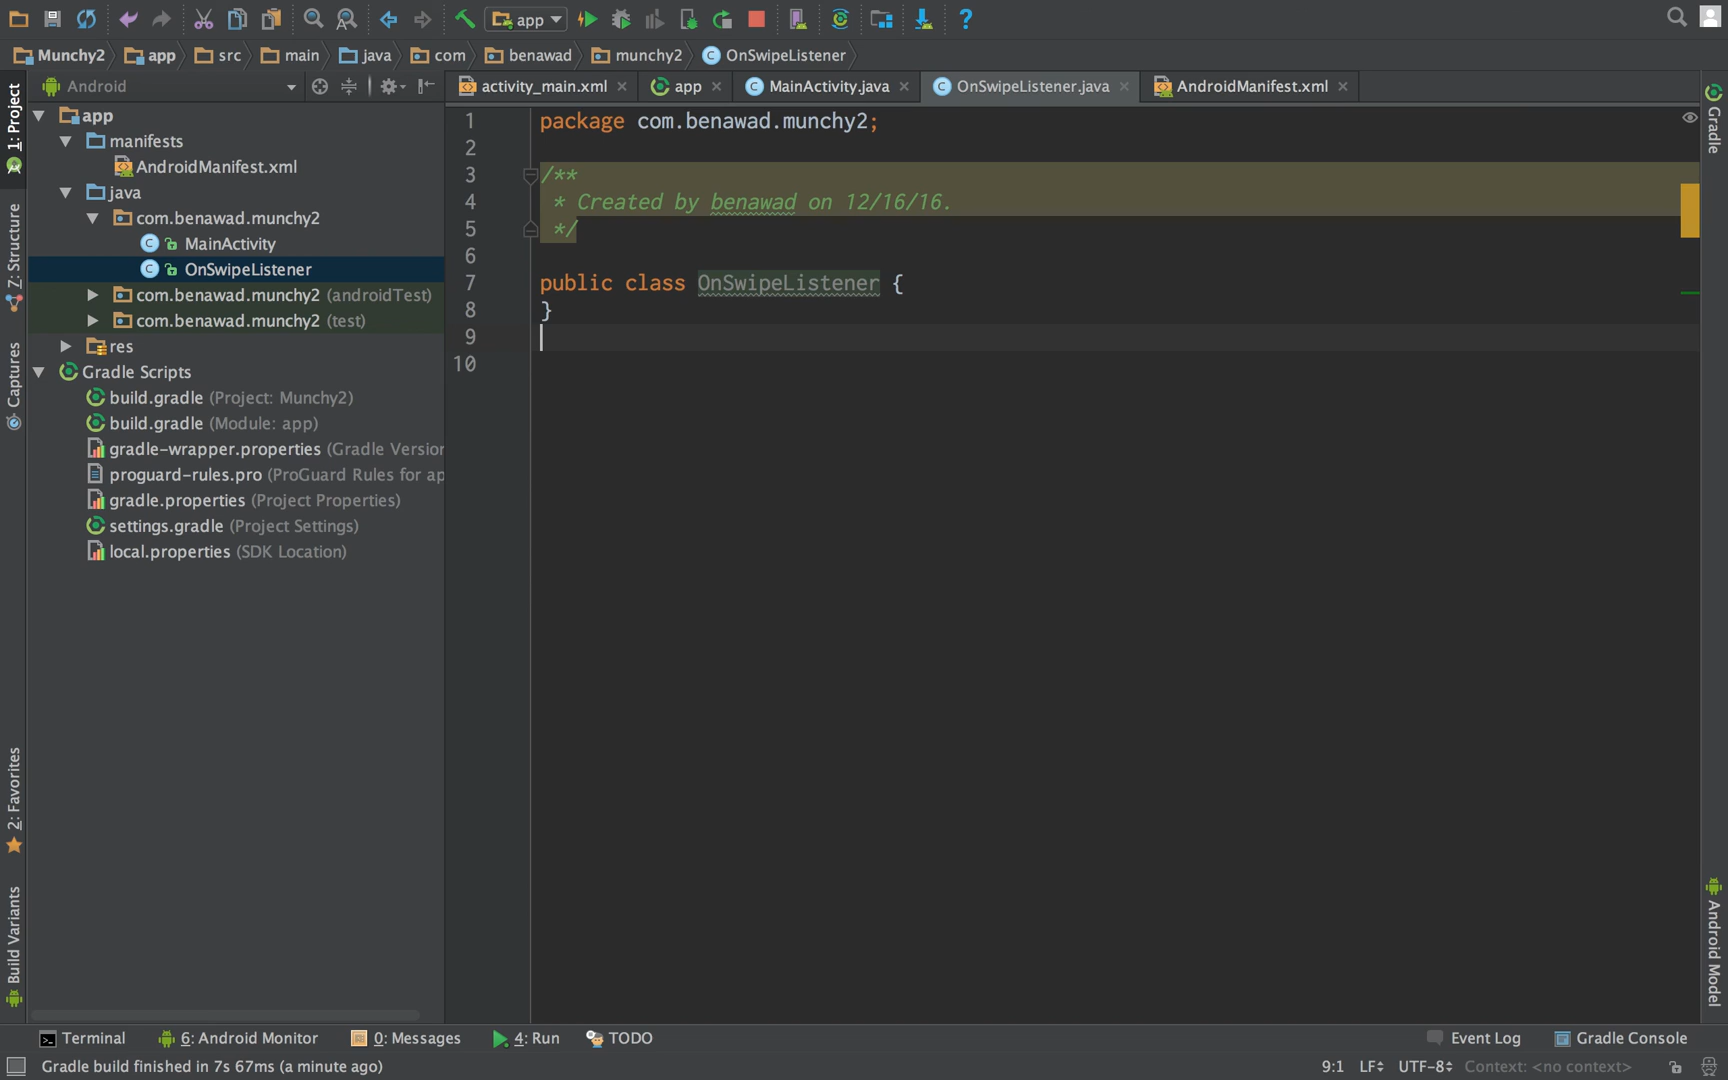 app
Munchy2
app
src
main
java
com
benawad
munchy2
OnSwipeListener
1: Project
Z: Structure
Captures
2: Favorites
Build Variants
Android
app
manifests
AndroidManifest.xml
java
com.benawad.munchy2
MainActivity
OnSwipeListener
com.benawad.munchy2 (androidTest)
com.benawad.munchy2 (test)
res
Gradle Scripts
build.gradle (Project: Munchy2)
build.gradle (Module: app)
gradle-wrapper.properties (Gradle Version
proguard-rules.pro (ProGuard Rules for ap
gradle.properties (Project Properties)
settings.gradle (Project Settings)
local.properties (SDK Location)
activity_main.xml
app
MainActivity.java
OnSwipeListener.java
AndroidManifest.xml
1 package com.benawad.munchy2;
2
3 /**
4 * Created by benawad on 12/16/16.
5 */
6
7 public class OnSwipeListener {
8 }
9
10
Gradle
Android Model
Terminal
6: Android Monitor
0: Messages
4: Run
TODO
Event Log
Gradle Console
Gradle build finished in 7s 67ms (a minute ago)
9:1
LF
UTF-8
Context: <no context>